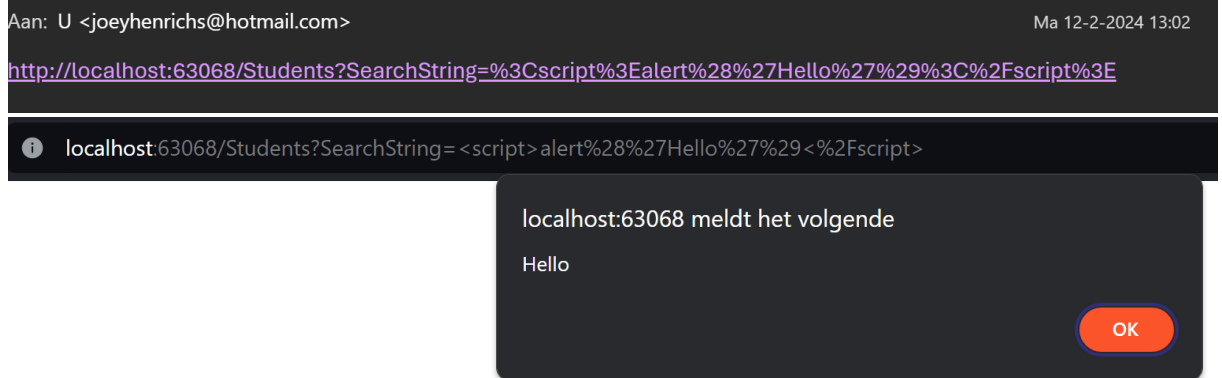 Aan: U <joeyhenrichs@hotmail.com> Ma 12-2-2024 13:02
http://localhost:63068/Students?SearchString=%3Cscript%3Ealert%28%27Hello%27%29%3C%2Fscript%3E
localhost:63068/Students?SearchString=<script>alert%28%27Hello%27%29<%2Fscript>
localhost:63068 meldt het volgende
Hello
OK